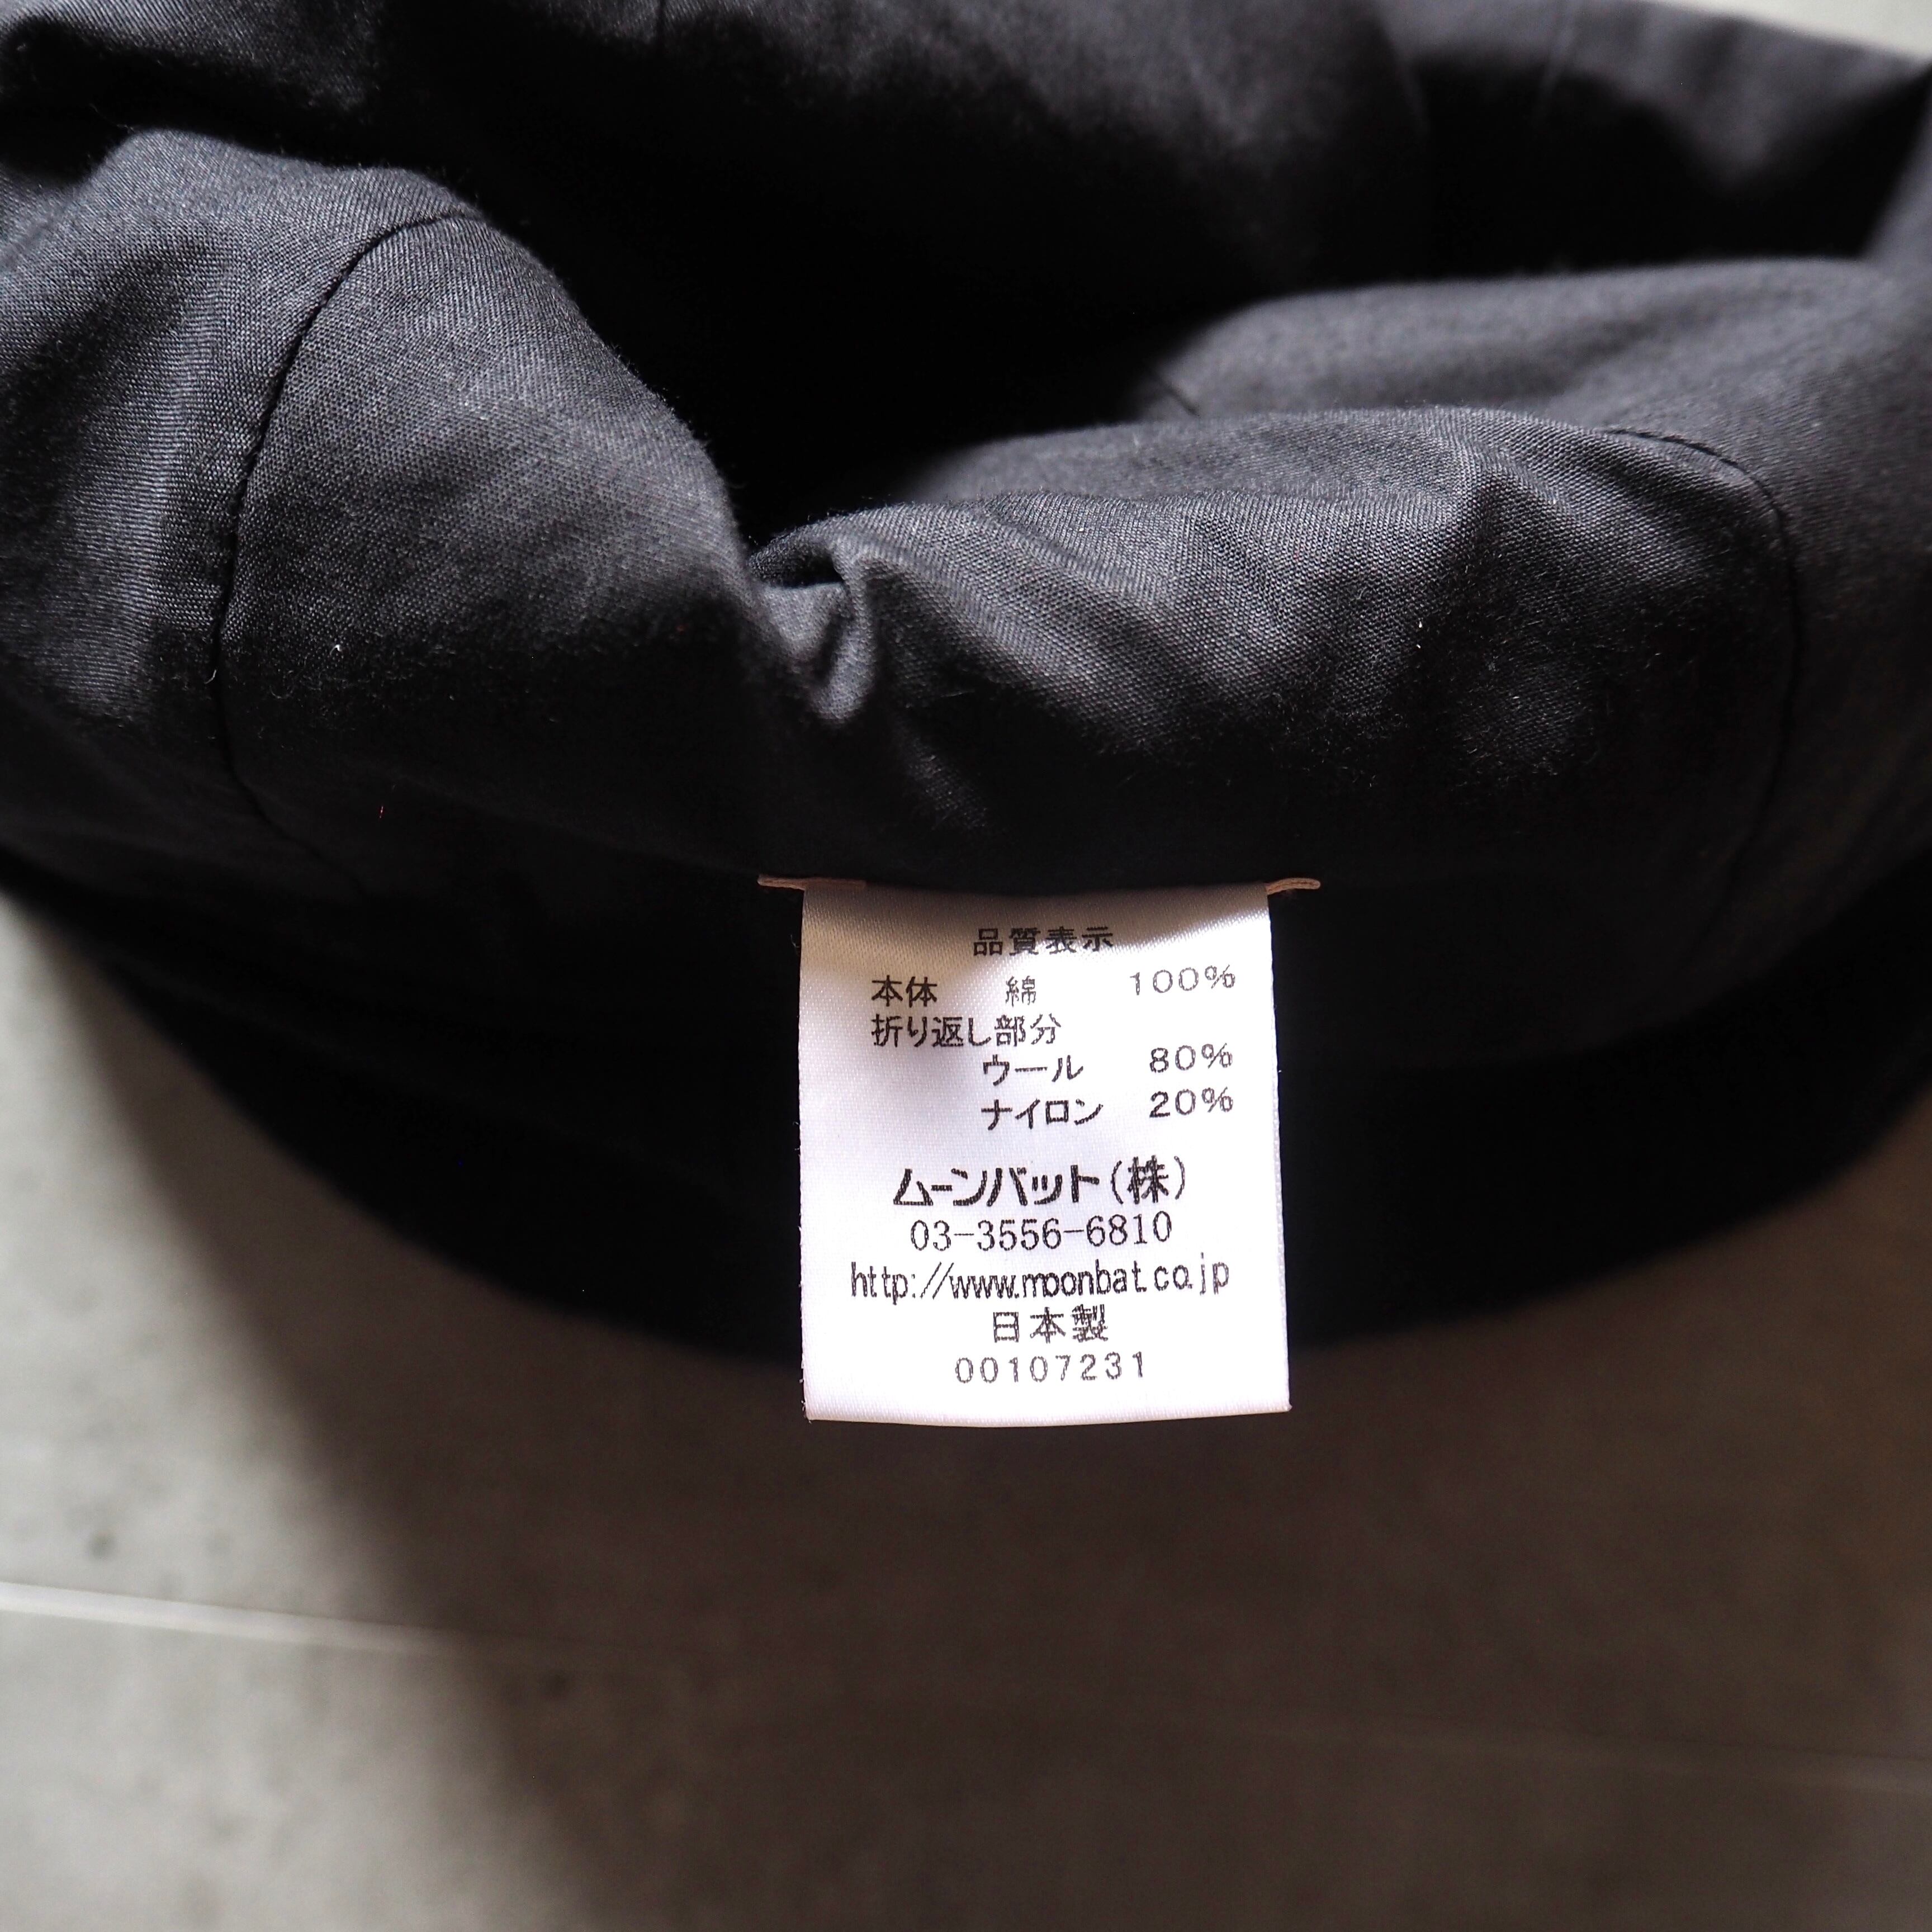 品質表示
本体 綿 100%
折り返し部分
ウール 80%
ナイロン 20%
ムーンバット(株)
03-3556-6810
http://www.moonbat.co.jp
日本製
00107231